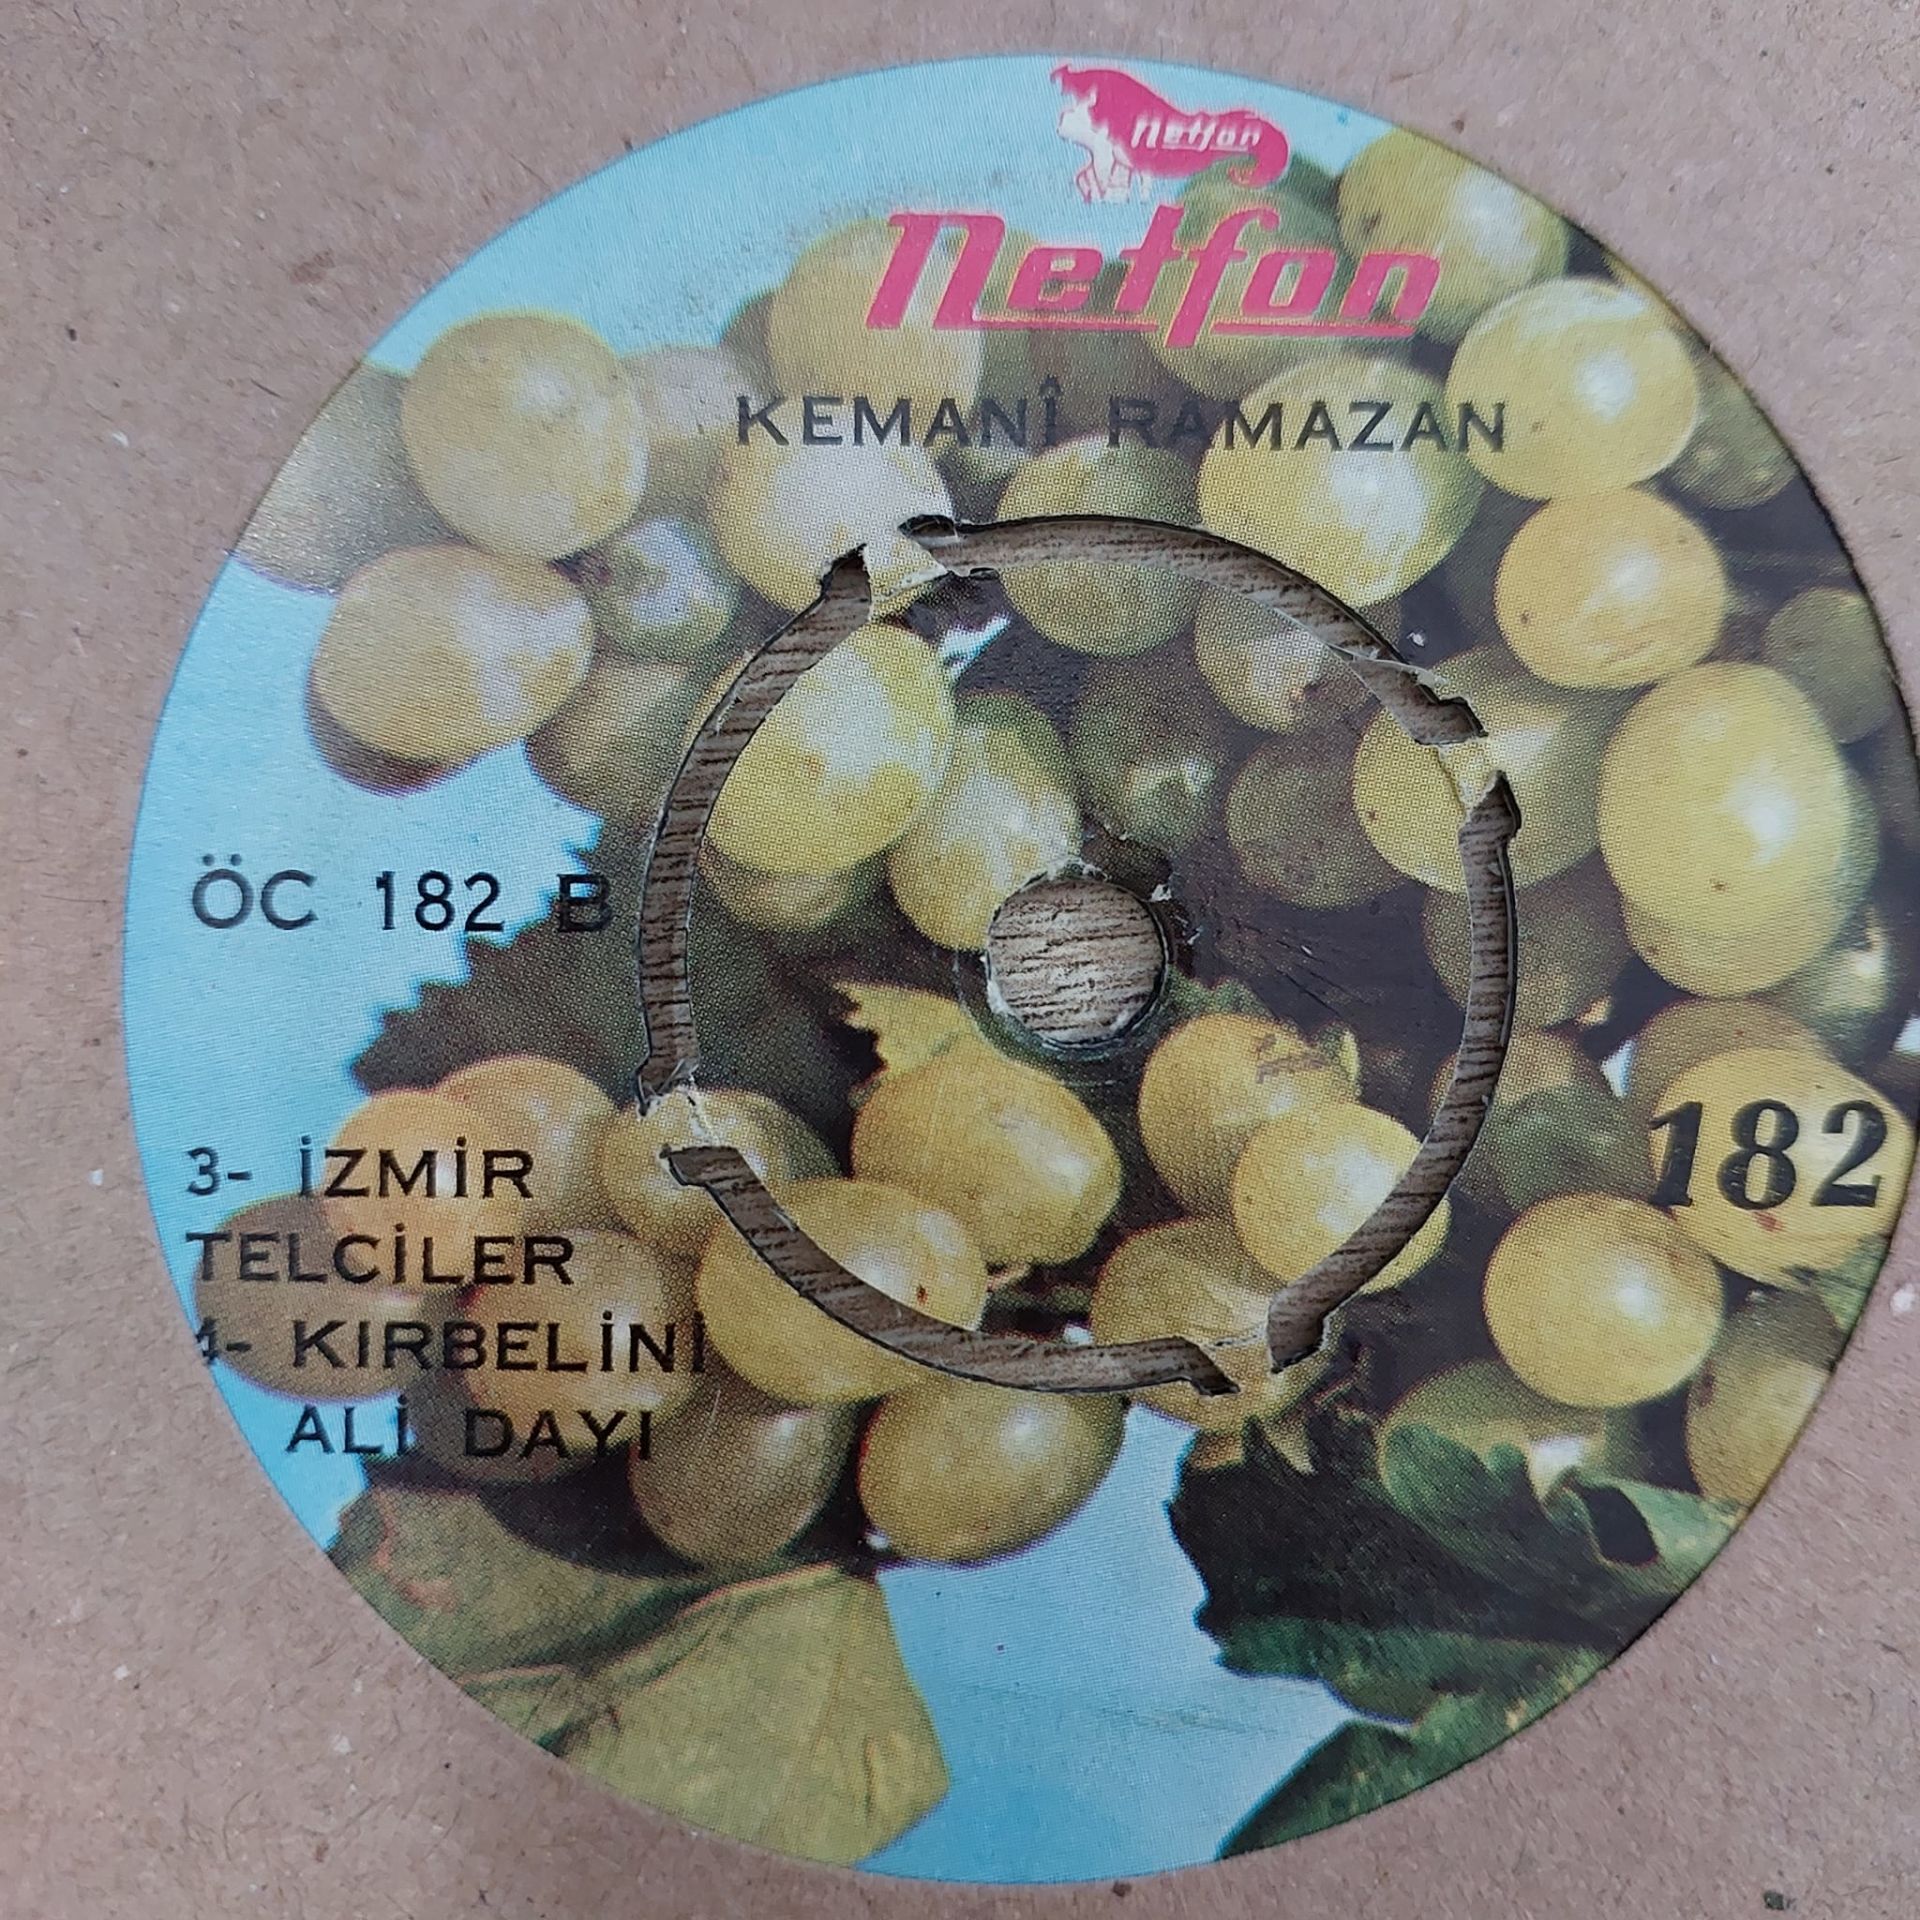 Netfon
Netfon
KEMANÎ RAMAZAN
ÖC 182 B
182
3- İZMİR
TELCİLER
4- KIRBELİNİ
ALİ DAYI